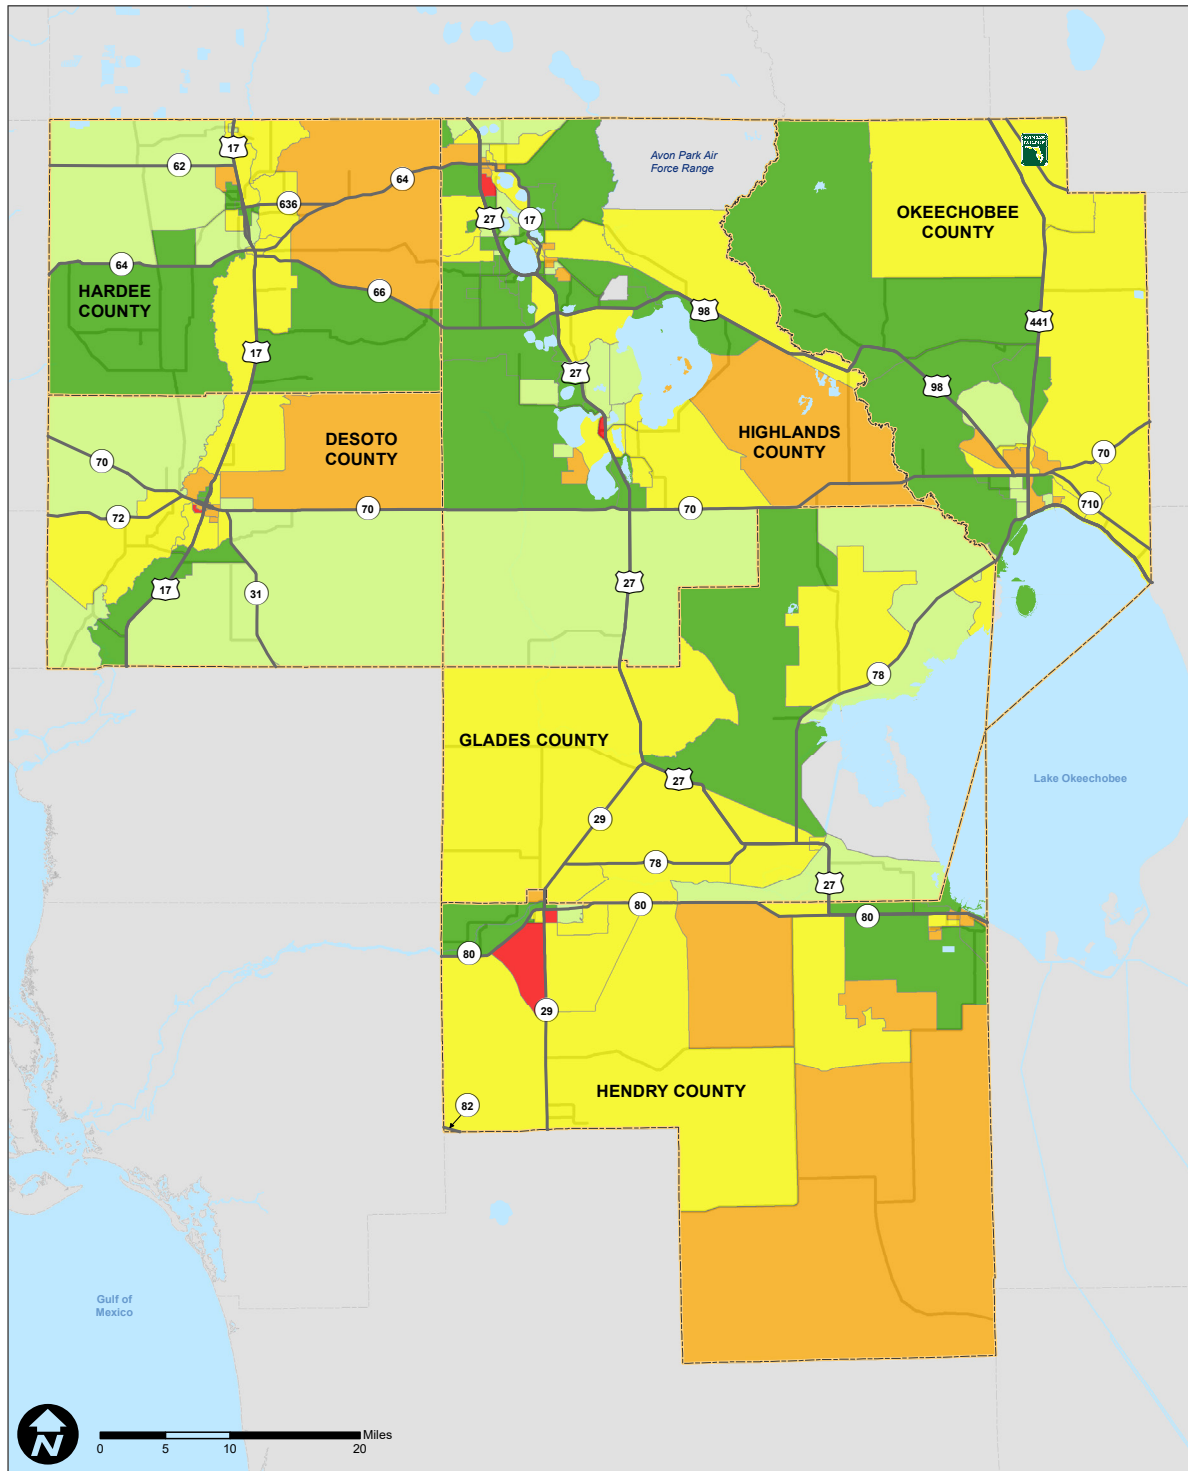 Avon Park Air
Force Range
17
62
64
636
27
17
OKEECHOBEE
COUNTY
64
HARDEE
COUNTY
66
98
441
17
27
98
DESOTO
COUNTY
HIGHLANDS
COUNTY
70
70
72
70
70
710
17
31
27
78
GLADES COUNTY
27
Lake Okeechobee
29
78
27
80
80
80
29
HENDRY COUNTY
82
Gulf of
Mexico
N
Miles
0 5 10 20